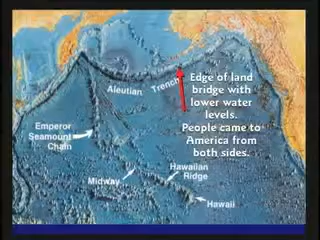 Aleutian Trench
Edge of land
bridge with
lower water
levels.
People came to
America from
both sides.
Emperor
Seamount
Chain
Hawaiian
Ridge
Midway
Hawaii